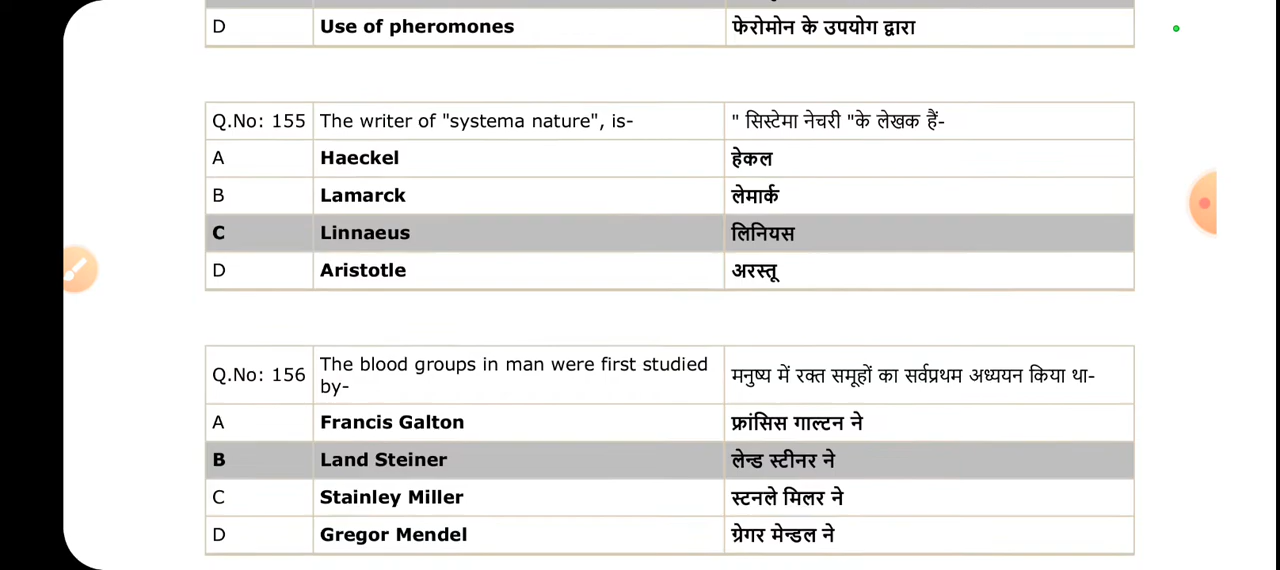 D Use of pheromones फेरोमोन के उपयोग द्वारा
Q.No: 155 The writer of "systema nature", is- " सिस्टेमा नेचरी "के लेखक हैं-
A Haeckel हेकल
B Lamarck लेमार्क
C Linnaeus लिनियस
D Aristotle अरस्तू
Q.No: 156 The blood groups in man were first studied by- मनुष्य में रक्त समूहों का सर्वप्रथम अध्ययन किया था-
A Francis Galton फ्रांसिस गाल्टन ने
B Land Steiner लेन्ड स्टीनर ने
C Stainley Miller स्टनले मिलर ने
D Gregor Mendel ग्रेगर मेन्डल ने